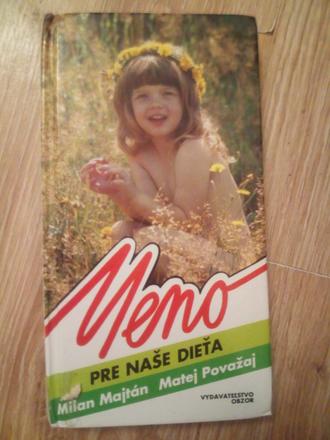 Meno
PRE NAŠE DIEŤA
Milan Majtán Matej Považaj
VYDAVATEĽSTVO
OBZOR